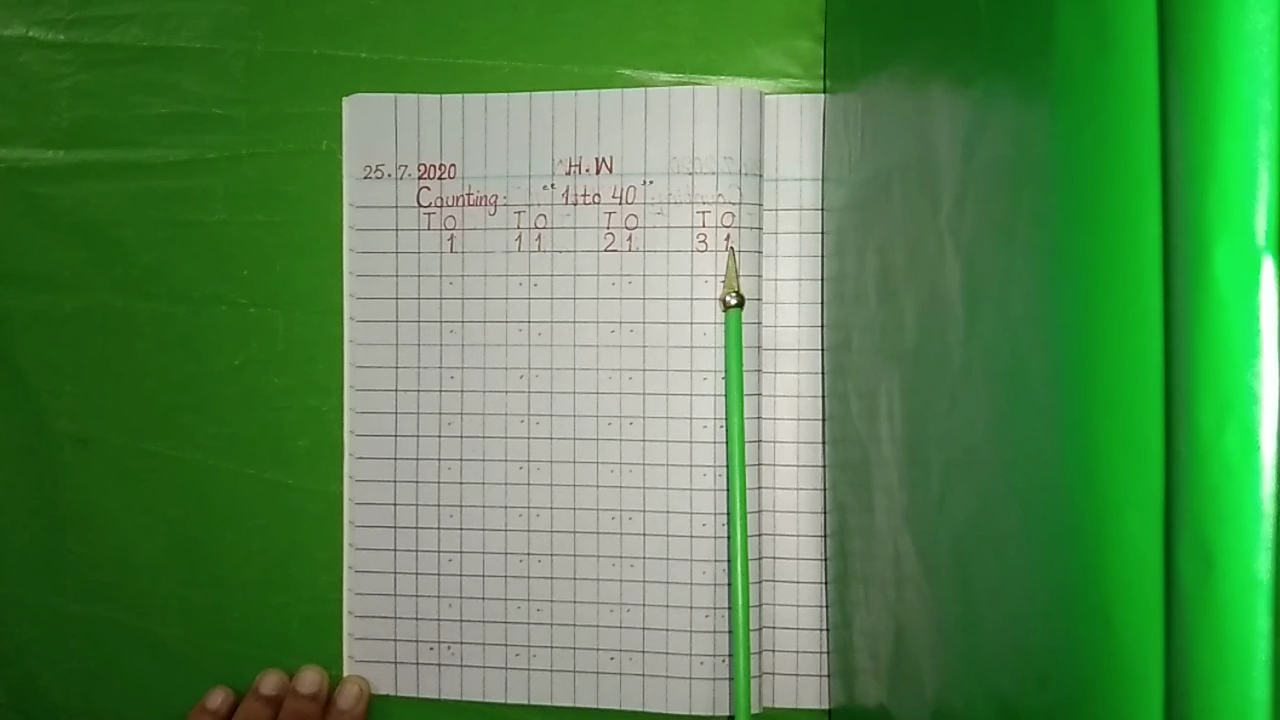 25.7.2020 H.W
Counting: "1 to 40"
T O T O T O T O
1 1 1 2 1 3 1